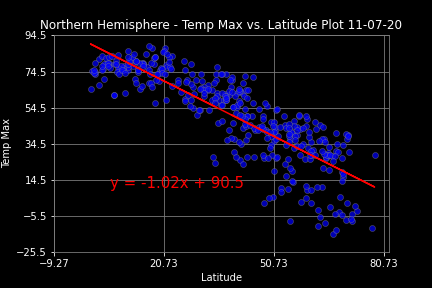 Northern Hemisphere - Temp Max vs. Latitude Plot 11-07-20
94.5
74.5
54.5
34.5
14.5
-5.5
-25.5
Temp Max
y = -1.02x + 90.5
-9.27
20.73
50.73
80.73
Latitude